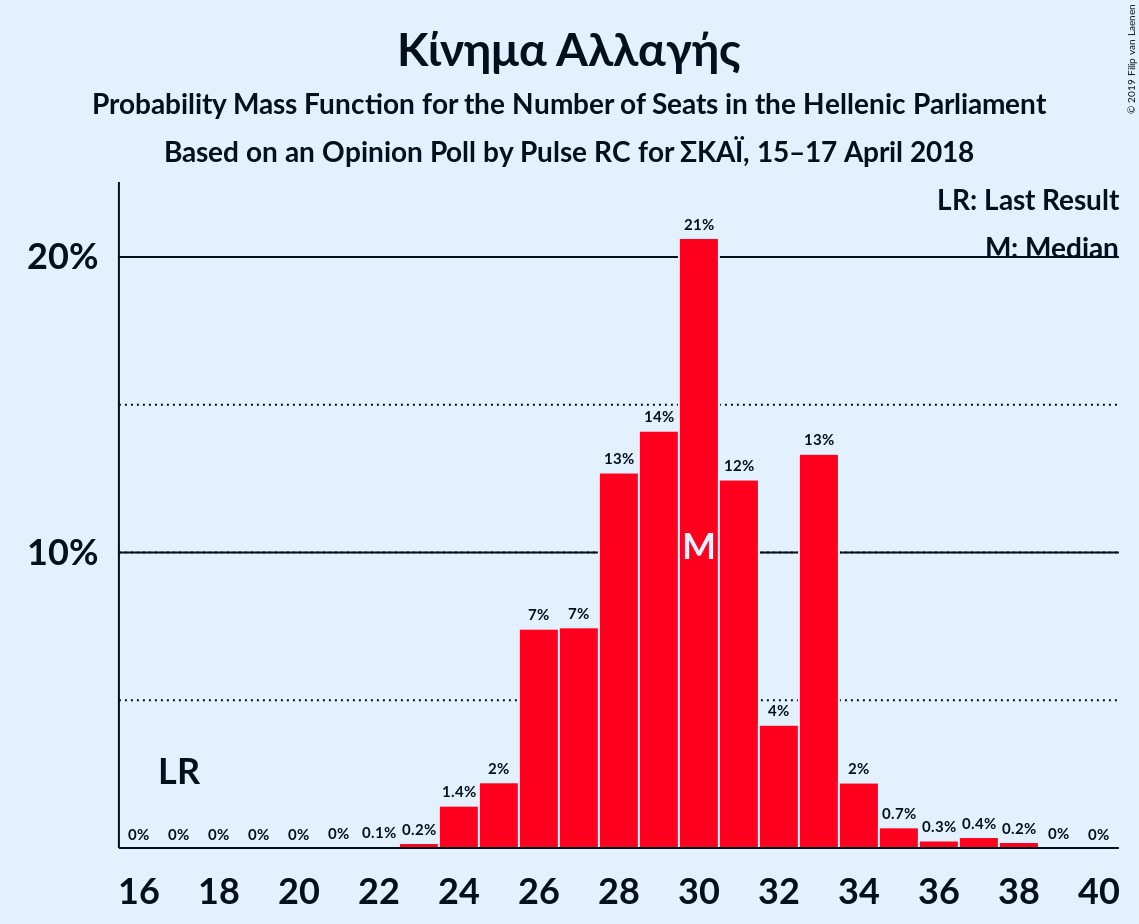 Κίνημα Αλλαγής
Probability Mass Function for the Number of Seats in the Hellenic Parliament
Based on an Opinion Poll by Pulse RC for ΣΚΑΪ, 15–17 April 2018
© 2019 Filip van Laenen
LR: Last Result
M: Median
20%
10%
21%
14%
13%
13%
12%
7%
7%
4%
2%
2%
1.4%
0.7%
0.4%
0.3%
0.2%
0.2%
0.1%
M
LR
0% 0% 0% 0% 0% 0% 0% 0%
16 18 20 22 24 26 28 30 32 34 36 38 40